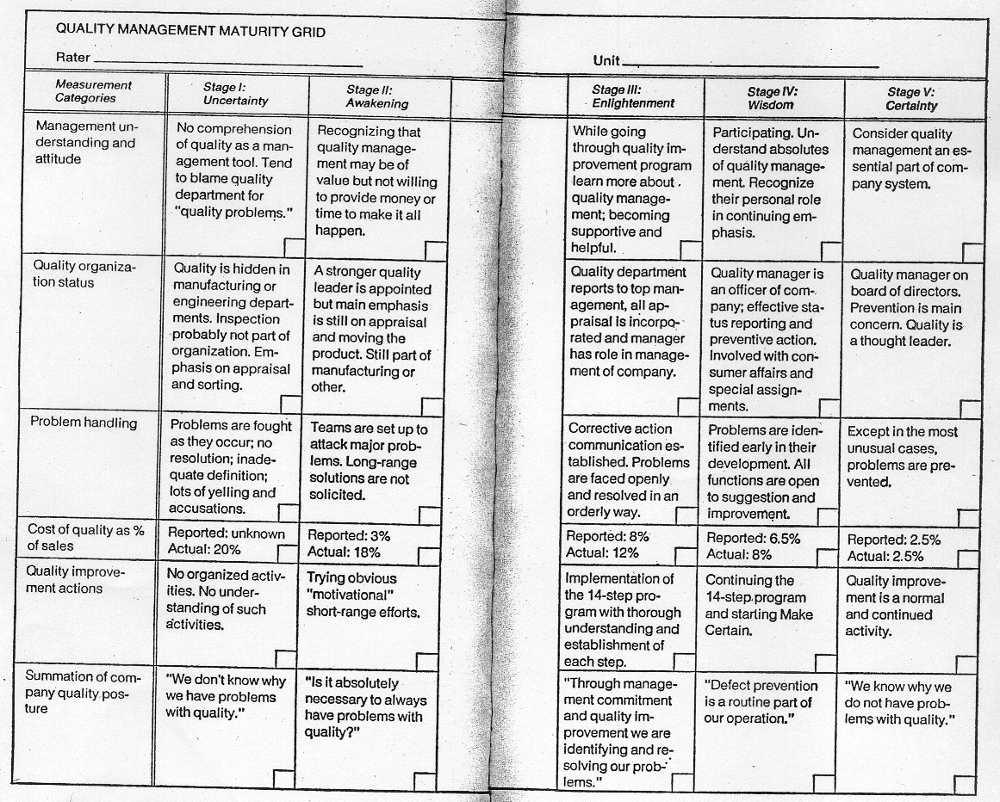 QUALITY MANAGEMENT MATURITY GRID
Rater
Unit
Measurement
Categories
Stage I:
Uncertainty
Stage II:
Awakening
Stage III:
Enlightenment
Stage IV:
Wisdom
Stage V:
Certainty
Management un-
derstanding and
attitude
No comprehension
of quality as a man-
agement tool. Tend
to blame quality
department for
"quality problems."
Recognizing that
quality manage-
ment may be of
value but not willing
to provide money or
time to make it all
happen.
While going
through quality im-
provement program
learn more about
quality manage-
ment; becoming
supportive and
helpful.
Participating. Un-
derstand absolutes
of quality manage-
ment. Recognize
their personal role
in continuing em-
phasis.
Consider quality
management an es-
sential part of com-
pany system.
Quality organiza-
tion status
Quality is hidden in
manufacturing or
engineering depart-
ments. Inspection
probably not part of
organization. Em-
phasis on appraisal
and sorting.
A stronger quality
leader is appointed
but main emphasis
is still on appraisal
and moving the
product. Still part of
manufacturing or
other.
Quality department
reports to top man-
agement, all ap-
praisal is incorpo-
rated and manager
has role in manage-
ment of company.
Quality manager is
an officer of com-
pany; effective sta-
tus reporting and
preventive action.
Involved with con-
sumer affairs and
special assign-
ments.
Quality manager on
board of directors.
Prevention is main
concern. Quality is
a thought leader.
Problem handling
Problems are fought
as they occur; no
resolution; inade-
quate definition;
lots of yelling and
accusations.
Teams are set up to
attack major prob-
lems. Long-range
solutions are not
solicited.
Corrective action
communication es-
tablished. Problems
are faced openly
and resolved in an
orderly way.
Problems are iden-
tified early in their
development. All
functions are open
to suggestion and
improvement.
Except in the most
unusual cases,
problems are pre-
vented.
Cost of quality as %
of sales
Reported: unknown
Actual: 20%
Reported: 3%
Actual: 18%
Reported: 8%
Actual: 12%
Reported: 6.5%
Actual: 8%
Reported: 2.5%
Actual: 2.5%
Quality improve-
ment actions
No organized activ-
ities. No under-
standing of such
activities.
Trying obvious
"motivational"
short-range efforts.
Implementation of
the 14-step pro-
gram with thorough
understanding and
establishment of
each step.
Continuing the
14-step program
and starting Make
Certain.
Quality improve-
ment is a normal
and continued
activity.
Summation of com-
pany quality pos-
ture
"We don't know why
we have problems
with quality."
"Is it absolutely
necessary to always
have problems with
quality?"
"Through manage-
ment commitment
and quality im-
provement we are
identifying and re-
solving our prob-
lems."
"Defect prevention
is a routine part of
our operation."
"We know why we
do not have prob-
lems with quality."